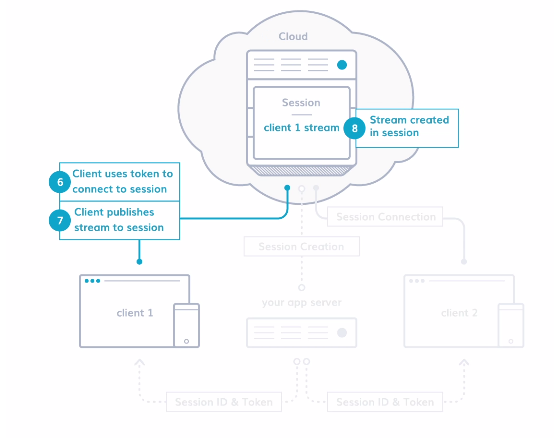 Cloud
Session
client 1 stream
8 Stream created
in session
6 Client uses token to
connect to session
7 Client publishes
stream to session
Session Connection
Session Creation
client 1
your app server
client 2
Session ID & Token
Session ID & Token